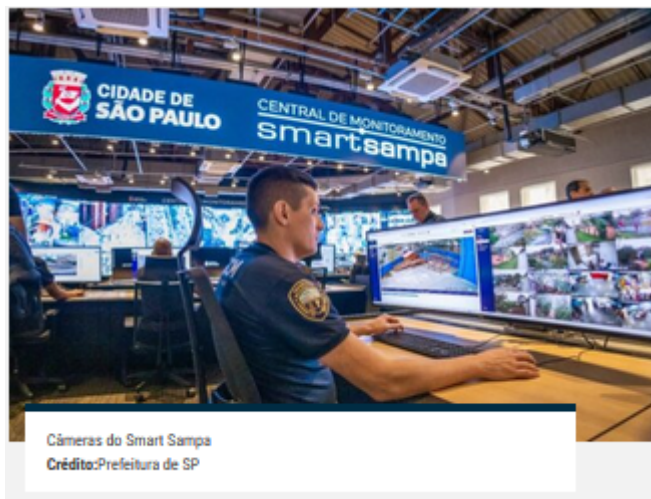 CIDADE DE
SÃO PAULO
CENTRAL DE MONITORAMENTO
smartsampa
Câmeras do Smart Sampa
Crédito:Prefeitura de SP